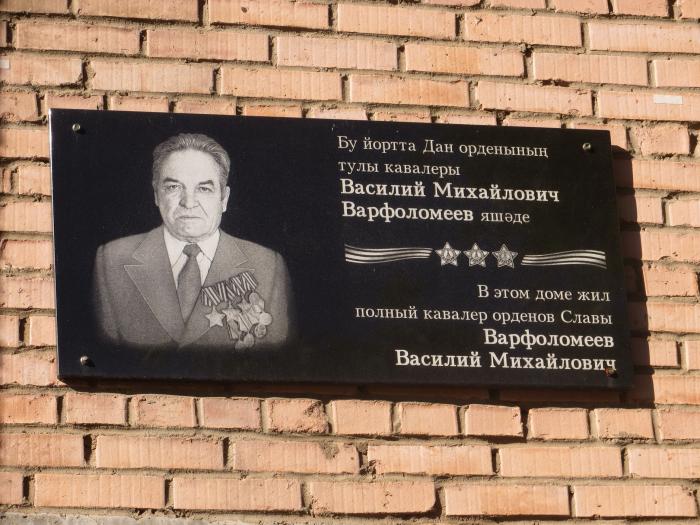 Бу йортта Дан орденының
тулы кавалеры
Василий Михайлович
Варфоломеев яшәде
В этом доме жил
полный кавалер орденов Славы
Варфоломеев
Василий Михайлович